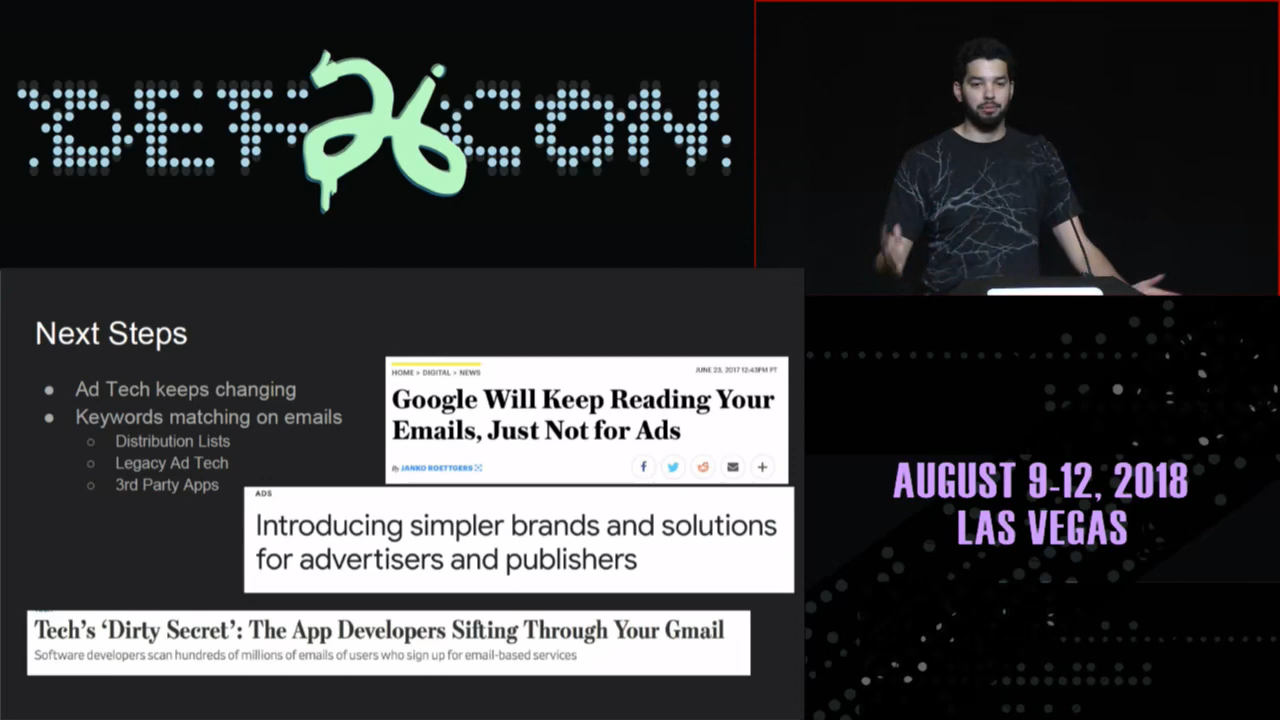 DEF 26 CON
Next Steps
Ad Tech keeps changing
Keywords matching on emails
Distribution Lists
Legacy Ad Tech
3rd Party Apps
HOME > DIGITAL > NEWS
JUNE 23, 2017 12:43PM PT
Google Will Keep Reading Your
Emails, Just Not for Ads
By JANKO ROETTGERS
ADS
Introducing simpler brands and solutions
for advertisers and publishers
Tech's ‘Dirty Secret’: The App Developers Sifting Through Your Gmail
Software developers scan hundreds of millions of emails of users who sign up for email-based services
AUGUST 9-12, 2018
LAS VEGAS